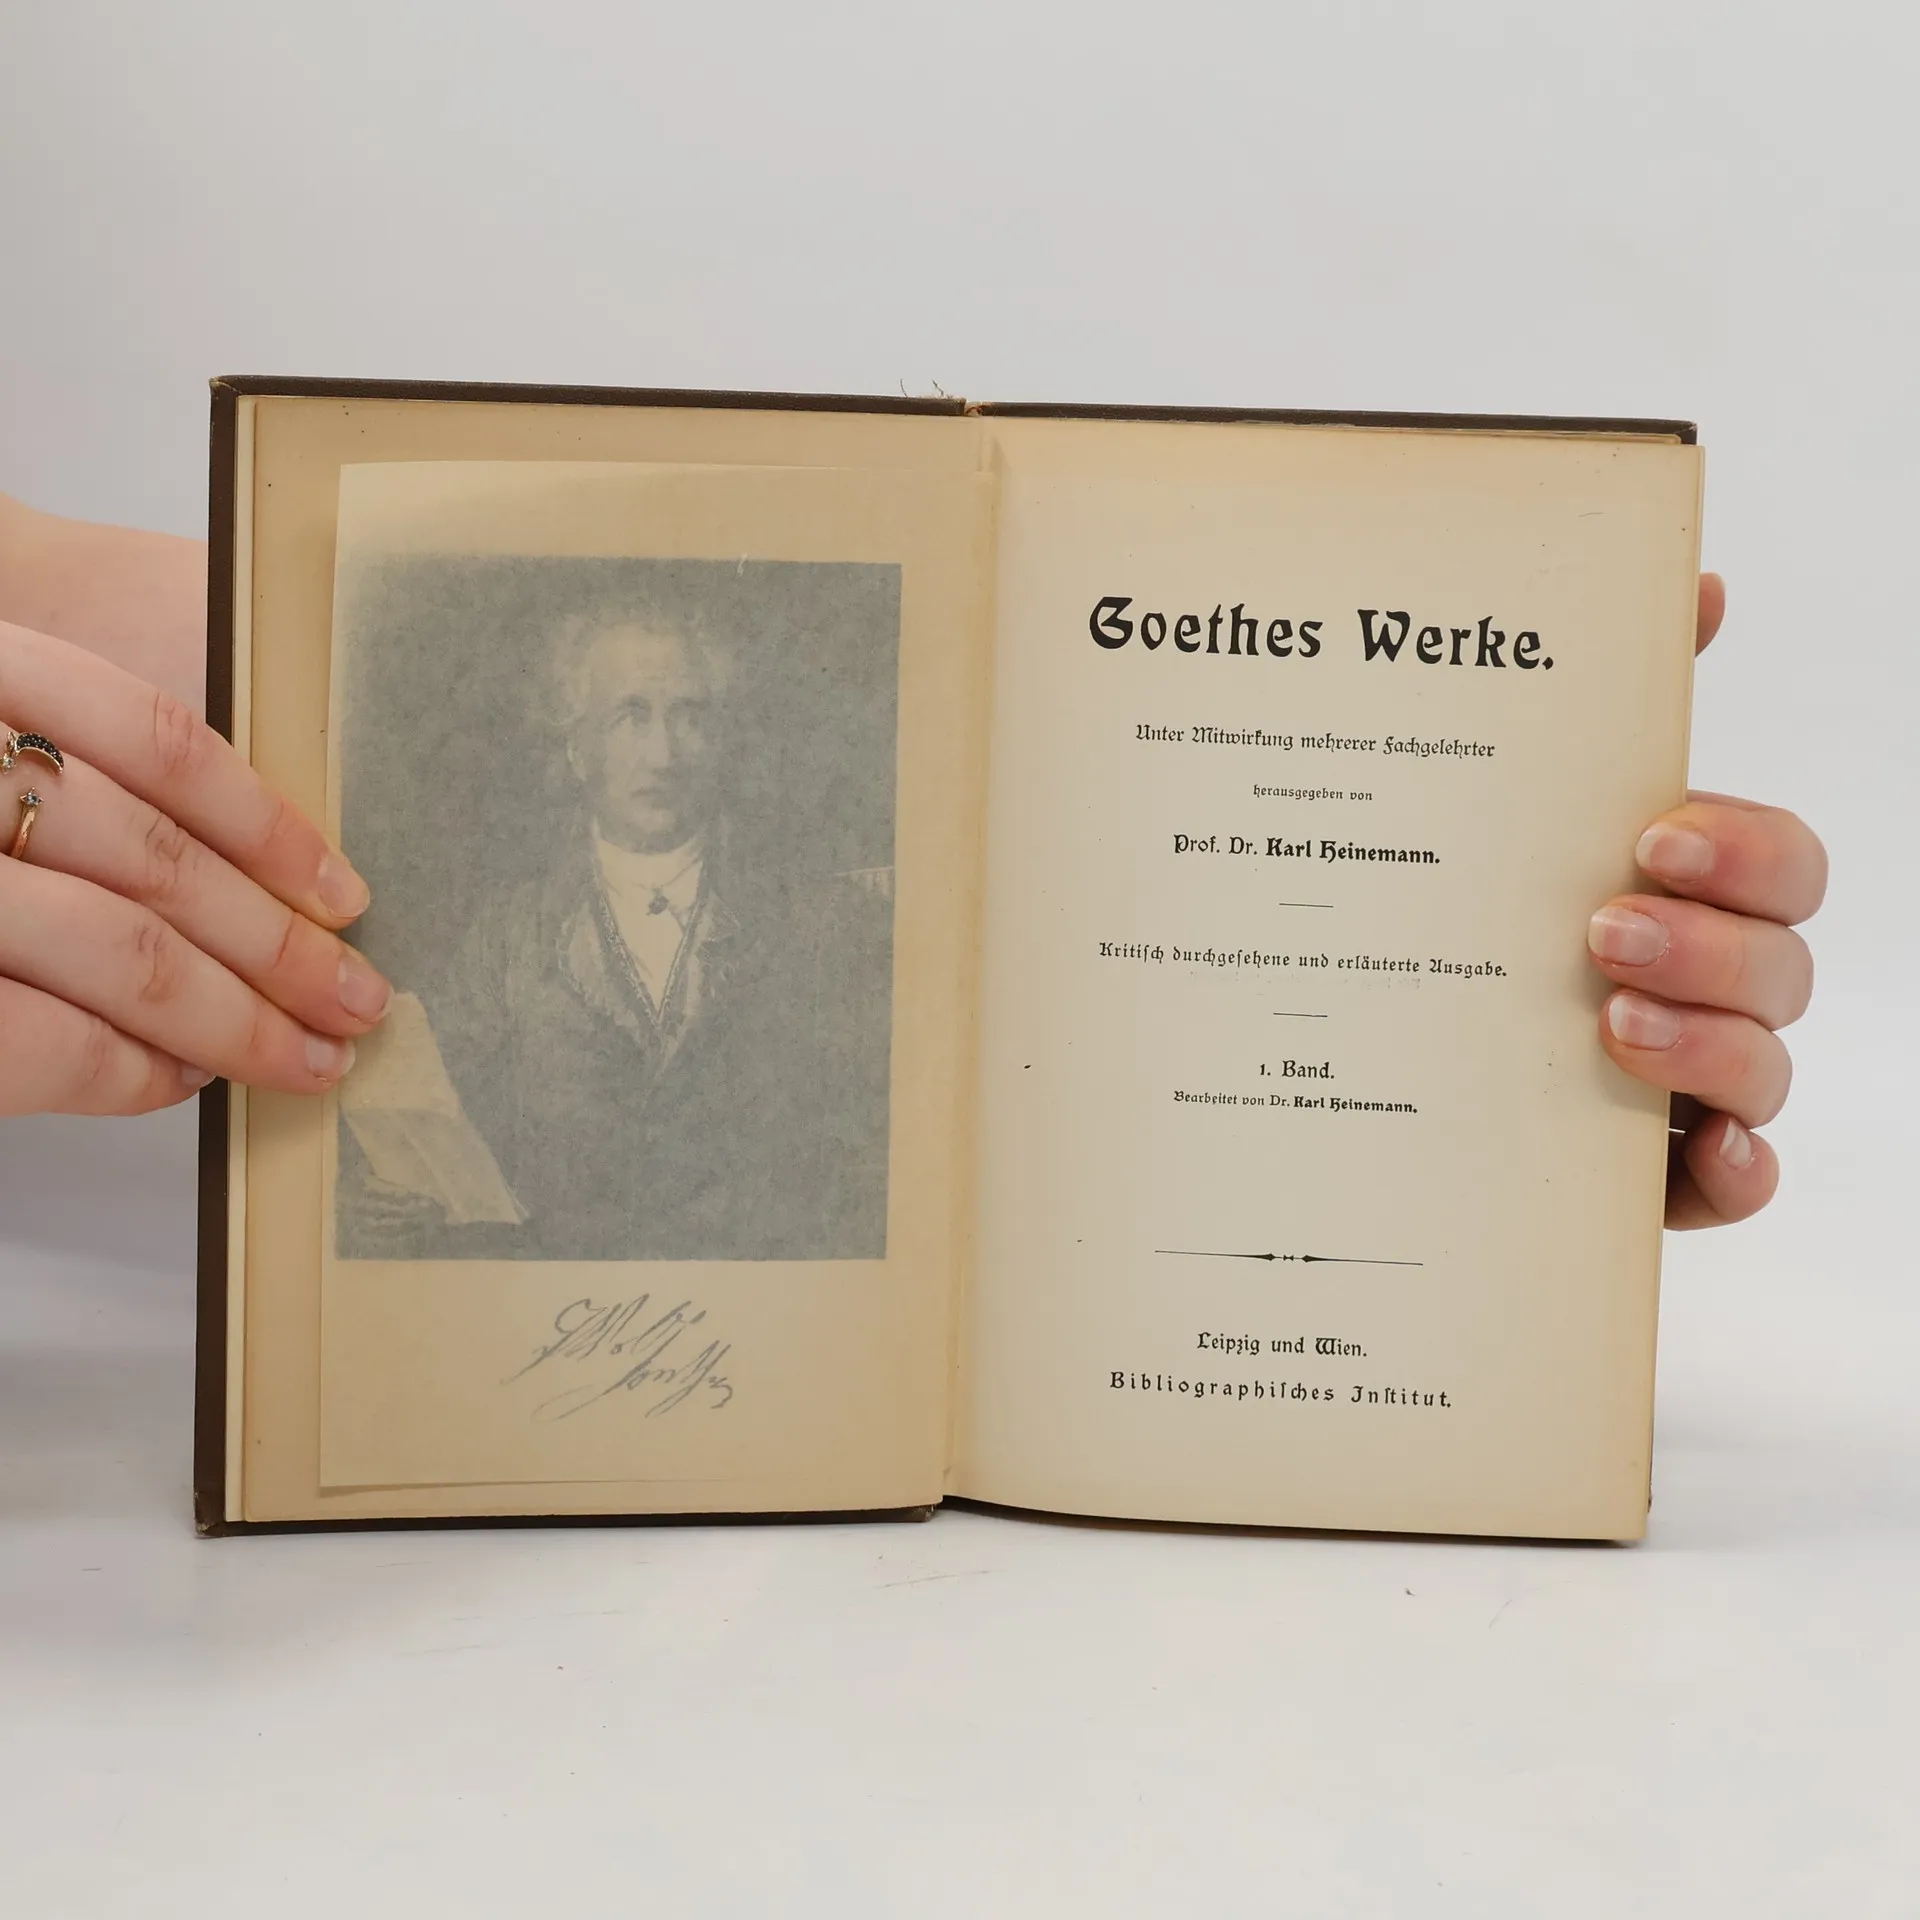 JWvGoethe
Goethes Werke.
Unter Mitwirkung mehrerer Fachgelehrter
herausgegeben von
Prof. Dr. Karl Heinemann.
Kritiſch durchgeſehene und erläuterte Ausgabe.
1. Band.
Bearbeitet von Dr. Karl Heinemann.
Leipzig und Wien.
Bibliographiſches Inſtitut.